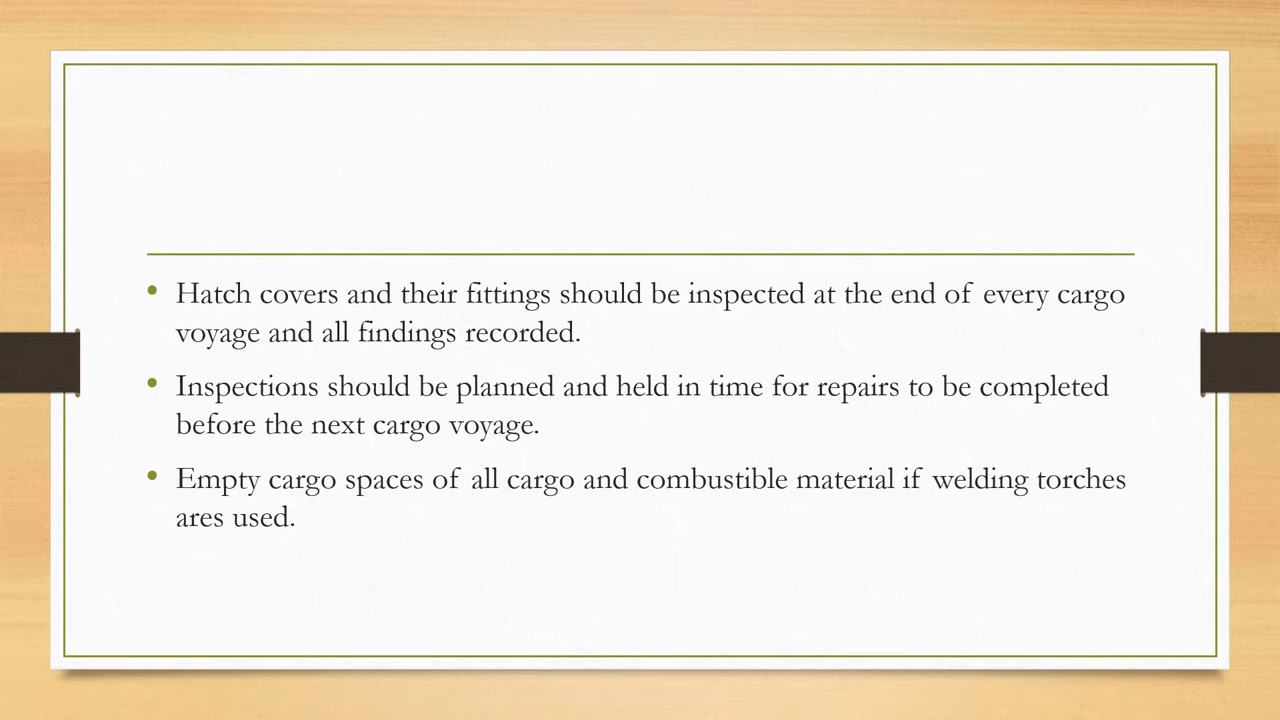 • Hatch covers and their fittings should be inspected at the end of every cargo
voyage and all findings recorded.
• Inspections should be planned and held in time for repairs to be completed
before the next cargo voyage.
• Empty cargo spaces of all cargo and combustible material if welding torches
ares used.